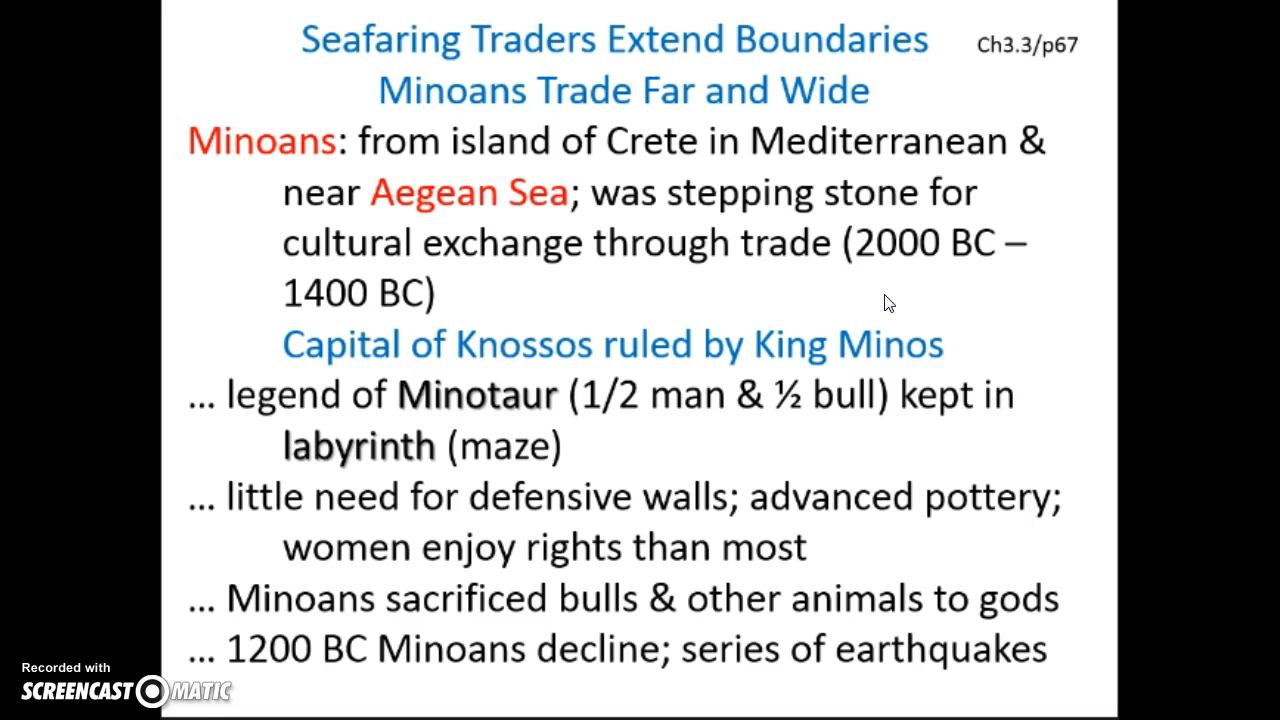 Seafaring Traders Extend Boundaries
Ch3.3/p67
Minoans Trade Far and Wide
Minoans: from island of Crete in Mediterranean &
near Aegean Sea; was stepping stone for
cultural exchange through trade (2000 BC –
1400 BC)
Capital of Knossos ruled by King Minos
... legend of Minotaur (1/2 man & ½ bull) kept in
labyrinth (maze)
... little need for defensive walls; advanced pottery;
women enjoy rights than most
... Minoans sacrificed bulls & other animals to gods
... 1200 BC Minoans decline; series of earthquakes
Recorded with
SCREENCAST MATIC